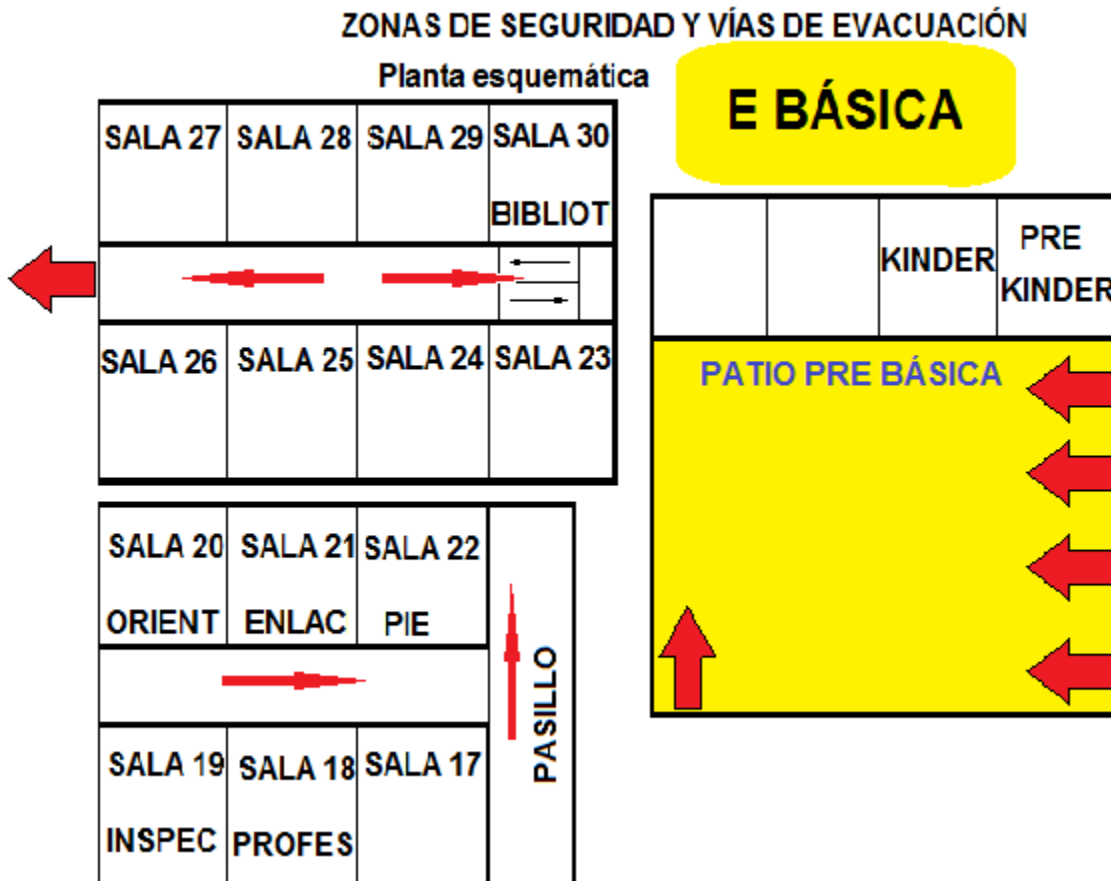 ZONAS DE SEGURIDAD Y VÍAS DE EVACUACIÓN
Planta esquemática
E BÁSICA
SALA 27 SALA 28 SALA 29 SALA 30
BIBLIOT
KINDER
PRE
KINDER
SALA 26 SALA 25 SALA 24 SALA 23
PATIO PRE BÁSICA
SALA 20 SALA 21 SALA 22
ORIENT ENLAC PIE
PASILLO
SALA 19 SALA 18 SALA 17
INSPEC PROFES